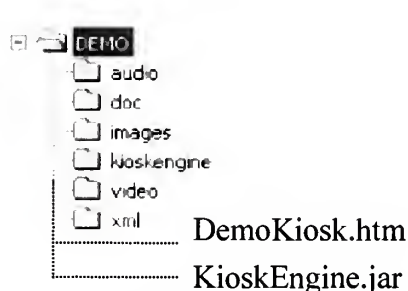 DEMO
audio
doc
images
kioskengine
video
xml
DemoKiosk.htm
KioskEngine.jar